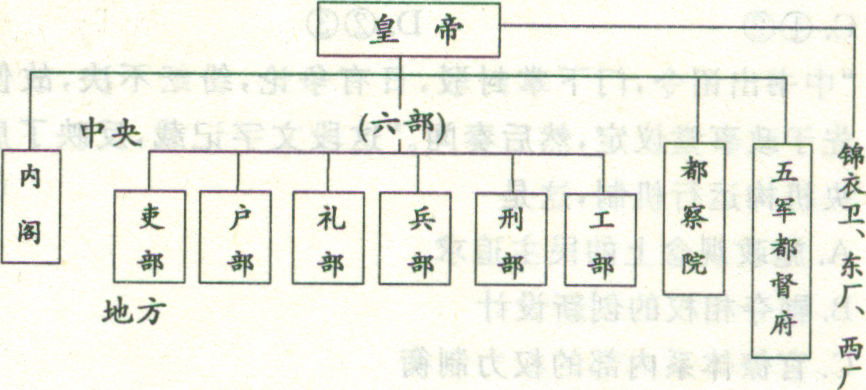 皇帝
中央
(六部)
内阁
吏部
户部
礼部
兵部
刑部
工部
都察院
五军都督府
锦衣卫、东厂、西厂
地方